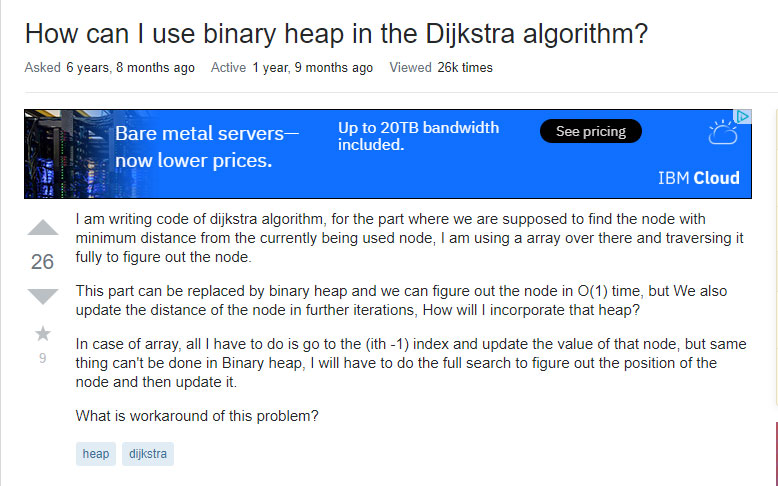 How can I use binary heap in the Dijkstra algorithm?
Asked 6 years, 8 months ago Active 1 year, 9 months ago Viewed 26k times
Bare metal servers—
now lower prices.
Up to 20TB bandwidth
included.
See pricing
IBM Cloud
I am writing code of dijkstra algorithm, for the part where we are supposed to find the node with
minimum distance from the currently being used node, I am using a array over there and traversing it
fully to figure out the node.
26
This part can be replaced by binary heap and we can figure out the node in O(1) time, but We also
update the distance of the node in further iterations, How will I incorporate that heap?
9
In case of array, all I have to do is go to the (ith -1) index and update the value of that node, but same
thing can't be done in Binary heap, I will have to do the full search to figure out the position of the
node and then update it.
What is workaround of this problem?
heap dijkstra